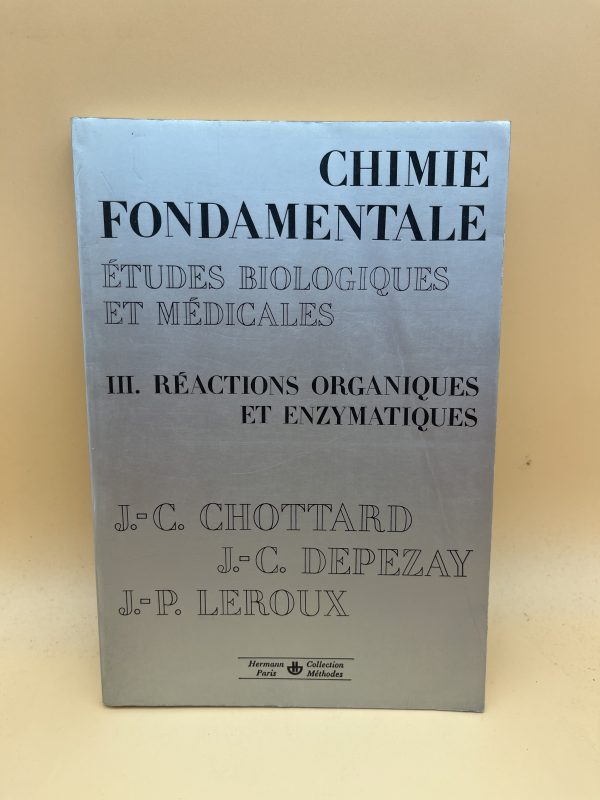 CHIMIE
FONDAMENTALE
ÉTUDES BIOLOGIQUES
ET MÉDICALES
III. RÉACTIONS ORGANIQUES
ET ENZYMATIQUES
J.-C. CHOTTARD
J.-C. DEPEZAY
J.-P. LEROUX
Hermann Collection
Paris Méthodes